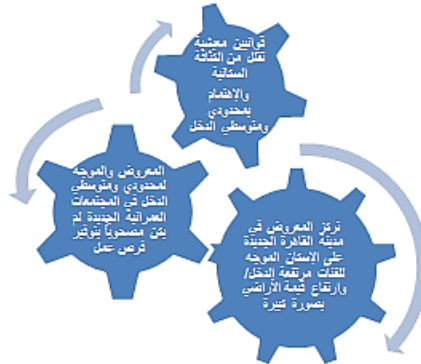 قوانين معيشية
تقلل من الكثافة
السكانية
والإهتمام
بمحدودي
ومتوسطي الدخل
المعروض والموجه
لمحدودي ومتوسطي
الدخل في المجتمعات
العمرانية الجديدة لم
يكن مصحوباً بتوفير
فرص عمل
تركز المعروض في
مدينة القاهرة الجديدة
على الإسكان الموجه
للفئات مرتفعة الدخل/
وارتفاع قيمة الأراضي
بصورة كبيرة